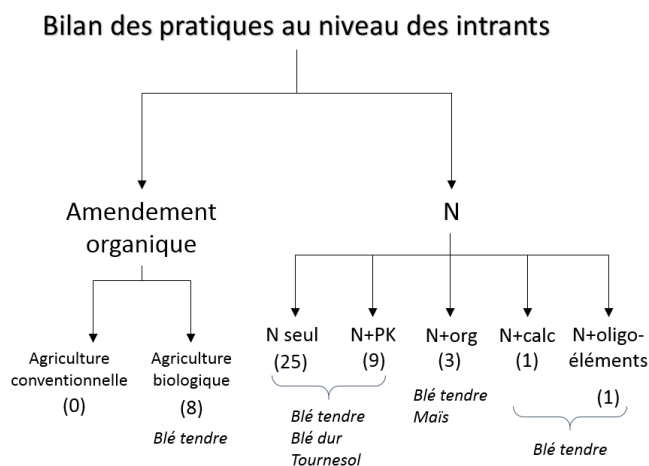 Bilan des pratiques au niveau des intrants
Amendement
organique
N
Agriculture
conventionnelle
(0)
Agriculture
biologique
(8)
Blé tendre
N seul
(25)
N+PK
(9)
Blé tendre
Blé dur
Tournesol
N+org
(3)
Blé tendre
Maïs
N+calc
(1)
N+oligo-
éléments
(1)
Blé tendre